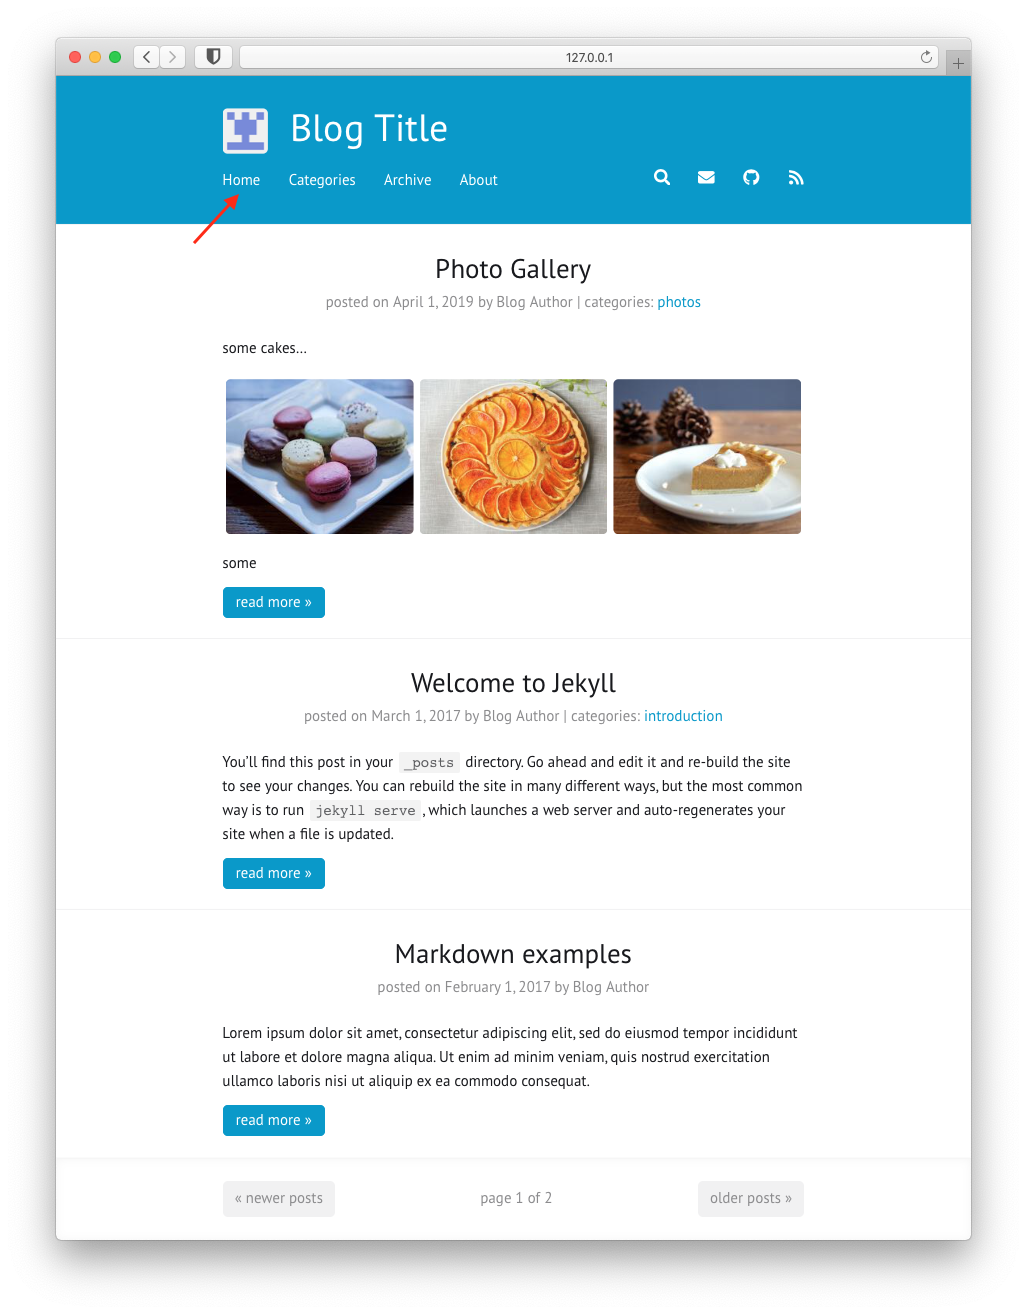 127.0.0.1
Blog Title
Home Categories Archive About
Photo Gallery
posted on April 1, 2019 by Blog Author | categories: photos
some cakes...
some
read more »
Welcome to Jekyll
posted on March 1, 2017 by Blog Author | categories: introduction
You’ll find this post in your _posts directory. Go ahead and edit it and re-build the site
to see your changes. You can rebuild the site in many different ways, but the most common
way is to run jekyll serve, which launches a web server and auto-regenerates your
site when a file is updated.
read more »
Markdown examples
posted on February 1, 2017 by Blog Author
Lorem ipsum dolor sit amet, consectetur adipiscing elit, sed do eiusmod tempor incididunt
ut labore et dolore magna aliqua. Ut enim ad minim veniam, quis nostrud exercitation
ullamco laboris nisi ut aliquip ex ea commodo consequat.
read more »
« newer posts page 1 of 2 older posts »